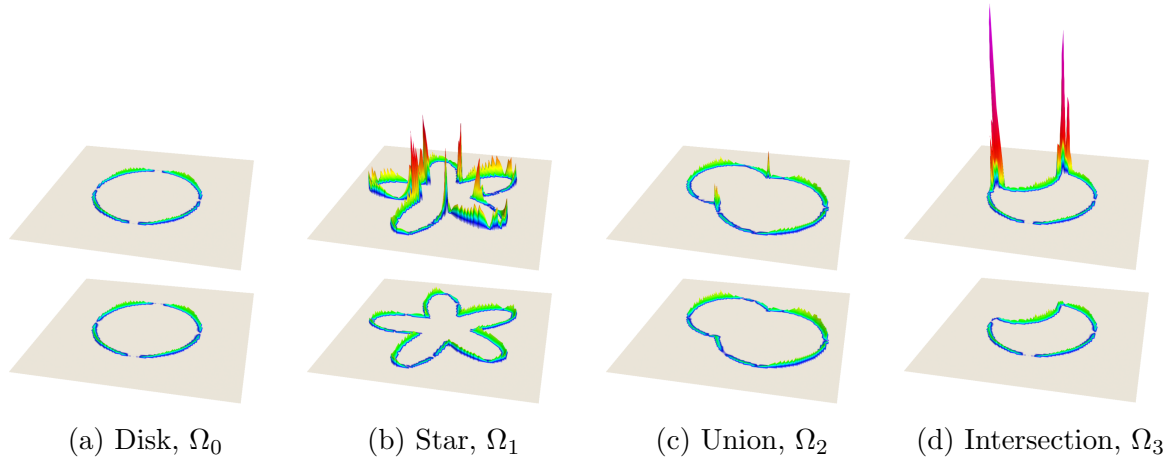 (a) Disk, Ω₀ (b) Star, Ω₁ (c) Union, Ω₂ (d) Intersection, Ω₃